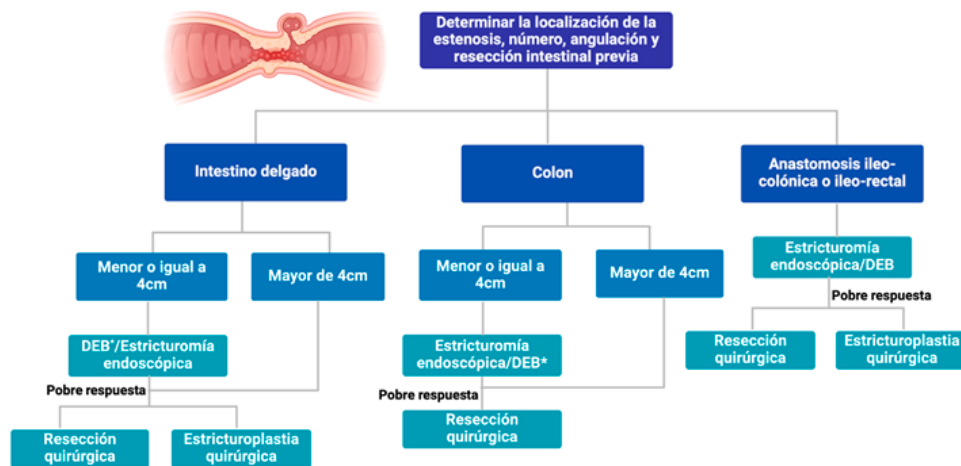 Determinar la localización de la
estenosis, número, angulación y
resección intestinal previa
Intestino delgado
Colon
Anastomosis ileo-
colónica o ileo-rectal
Menor o igual a
4cm
Mayor de 4cm
Menor o igual a
4cm
Mayor de 4cm
Estricturomía
endoscópica/DEB
Pobre respuesta
DEB*/Estricturomía
endoscópica
Estricturomía
endoscópica/DEB*
Resección
quirúrgica
Estricturoplastia
quirúrgica
Pobre respuesta
Pobre respuesta
Resección
quirúrgica
Estricturoplastia
quirúrgica
Resección
quirúrgica